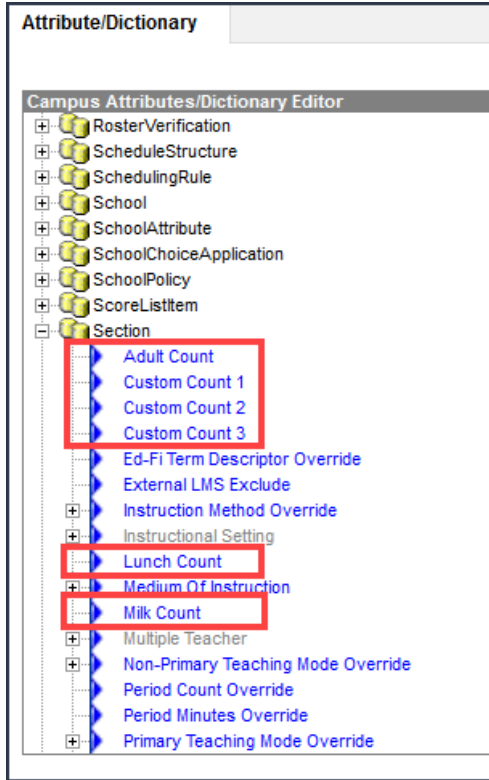 Attribute/Dictionary
Campus Attributes/Dictionary Editor
RosterVerification
ScheduleStructure
SchedulingRule
School
SchoolAttribute
SchoolChoiceApplication
SchoolPolicy
ScoreListItem
Section
Adult Count
Custom Count 1
Custom Count 2
Custom Count 3
Ed-Fi Term Descriptor Override
External LMS Exclude
Instruction Method Override
Instructional Setting
Lunch Count
Medium Of Instruction
Milk Count
Multiple Teacher
Non-Primary Teaching Mode Override
Period Count Override
Period Minutes Override
Primary Teaching Mode Override